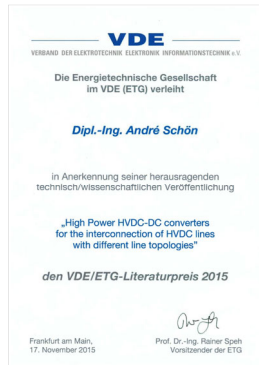 VDE
VERBAND DER ELEKTROTECHNIK ELEKTRONIK INFORMATIONSTECHNIK e.V.
Die Energietechnische Gesellschaft
im VDE (ETG) verleiht
Dipl.-Ing. André Schön
in Anerkennung seiner herausragenden
technisch/wissenschaftlichen Veröffentlichung
„High Power HVDC-DC converters
for the interconnection of HVDC lines
with different line topologies”
den VDE/ETG-Literaturpreis 2015
Frankfurt am Main,
17. November 2015
Prof. Dr.-Ing. Rainer Speh
Vorsitzender der ETG